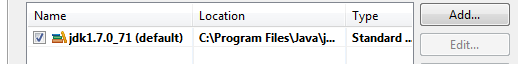 Name Location Type Add...
jdk1.7.0_71 (default) C:\Program Files\Java\j... Standard ... Edit...